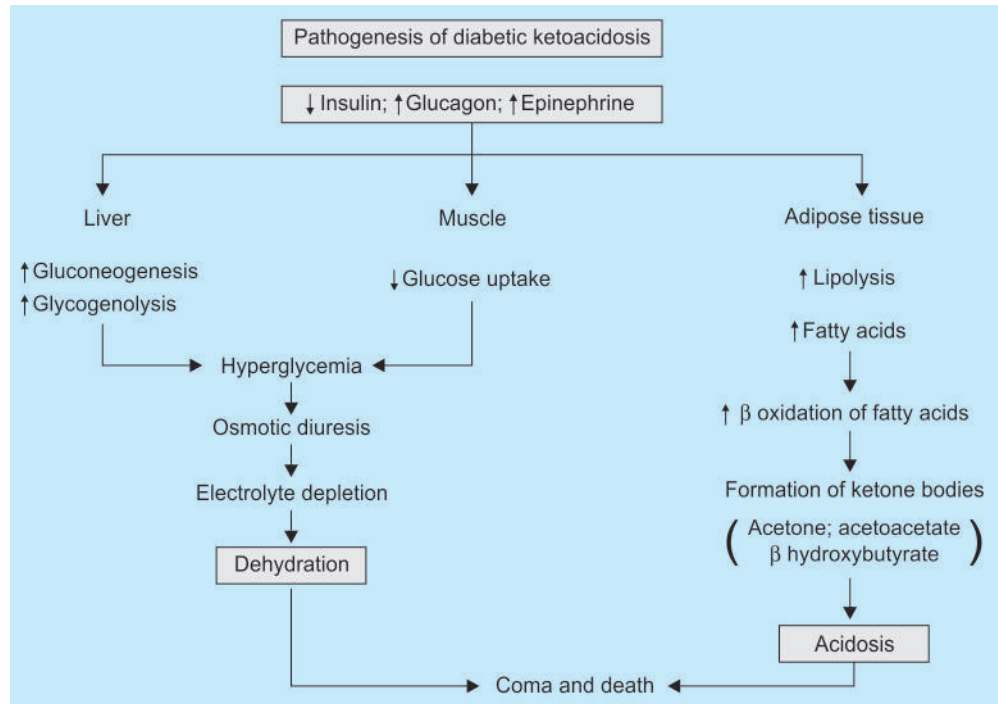 Pathogenesis of diabetic ketoacidosis
↓ Insulin; ↑ Glucagon; ↑ Epinephrine
Liver
Muscle
Adipose tissue
↑ Gluconeogenesis
↑ Glycogenolysis
↓ Glucose uptake
↑ Lipolysis
↑ Fatty acids
Hyperglycemia
↑ β oxidation of fatty acids
Osmotic diuresis
Electrolyte depletion
Formation of ketone bodies
(Acetone; acetoacetate
β hydroxybutyrate)
Dehydration
Acidosis
Coma and death